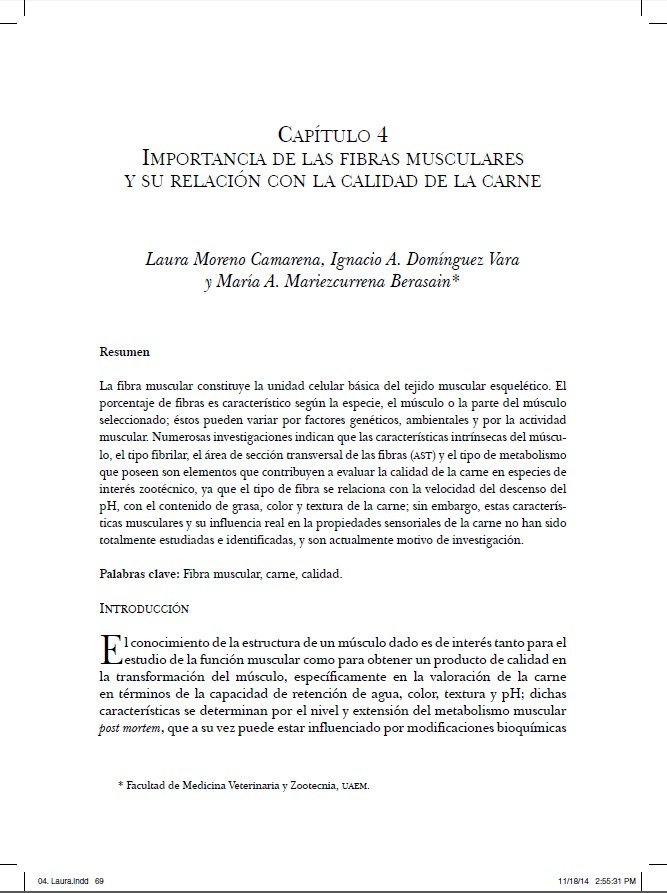 CAPÍTULO 4
IMPORTANCIA DE LAS FIBRAS MUSCULARES
Y SU RELACIÓN CON LA CALIDAD DE LA CARNE
Laura Moreno Camarena, Ignacio A. Domínguez Vara
y María A. Mariezcurrena Berasain*
Resumen
La fibra muscular constituye la unidad celular básica del tejido muscular esquelético. El
porcentaje de fibras es característico según la especie, el músculo o la parte del músculo
seleccionado; éstos pueden variar por factores genéticos, ambientales y por la actividad
muscular. Numerosas investigaciones indican que las características intrínsecas del múscu-
lo, el tipo fibrilar, el área de sección transversal de las fibras (AST) y el tipo de metabolismo
que poseen son elementos que contribuyen a evaluar la calidad de la carne en especies de
interés zootécnico, ya que el tipo de fibra se relaciona con la velocidad del descenso del
pH, con el contenido de grasa, color y textura de la carne; sin embargo, estas caracterís-
ticas musculares y su influencia real en la propiedades sensoriales de la carne no han sido
totalmente estudiadas e identificadas, y son actualmente motivo de investigación.
Palabras clave: Fibra muscular, carne, calidad.
INTRODUCCIÓN
El conocimiento de la estructura de un músculo dado es de interés tanto para el
estudio de la función muscular como para obtener un producto de calidad en
la transformación del músculo, específicamente en la valoración de la carne
en términos de la capacidad de retención de agua, color, textura y pH; dichas
características se determinan por el nivel y extensión del metabolismo muscular
post mortem, que a su vez puede estar influenciado por modificaciones bioquímicas
* Facultad de Medicina Veterinaria y Zootecnia, UAEM.
04. Laura.indd 69 11/18/14 2:55:31 PM